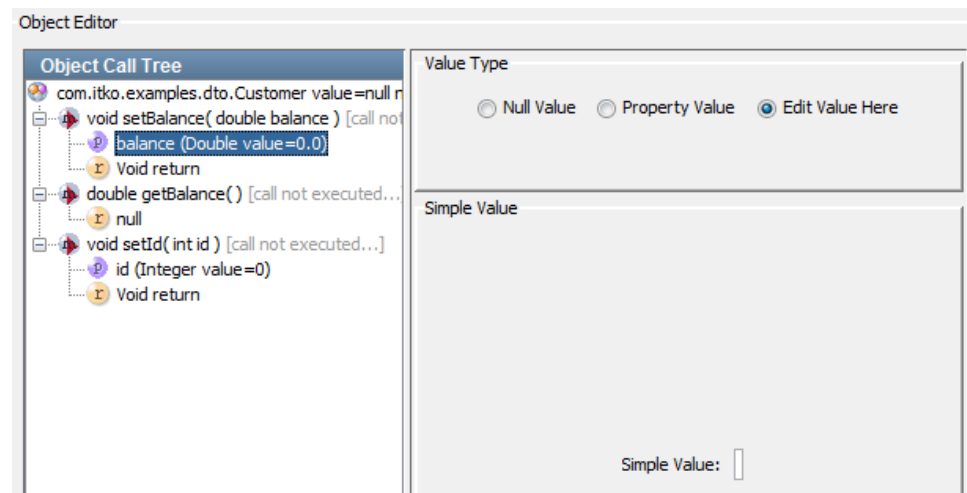 Object Editor
Object Call Tree
com.itko.examples.dto.Customer value=null
void setBalance( double balance ) [call not
p balance (Double value=0.0)
r Void return
double getBalance( ) [call not executed...]
r null
void setId( int id ) [call not executed...]
p id (Integer value=0)
r Void return
Value Type
Null Value Property Value Edit Value Here
Simple Value
Simple Value: